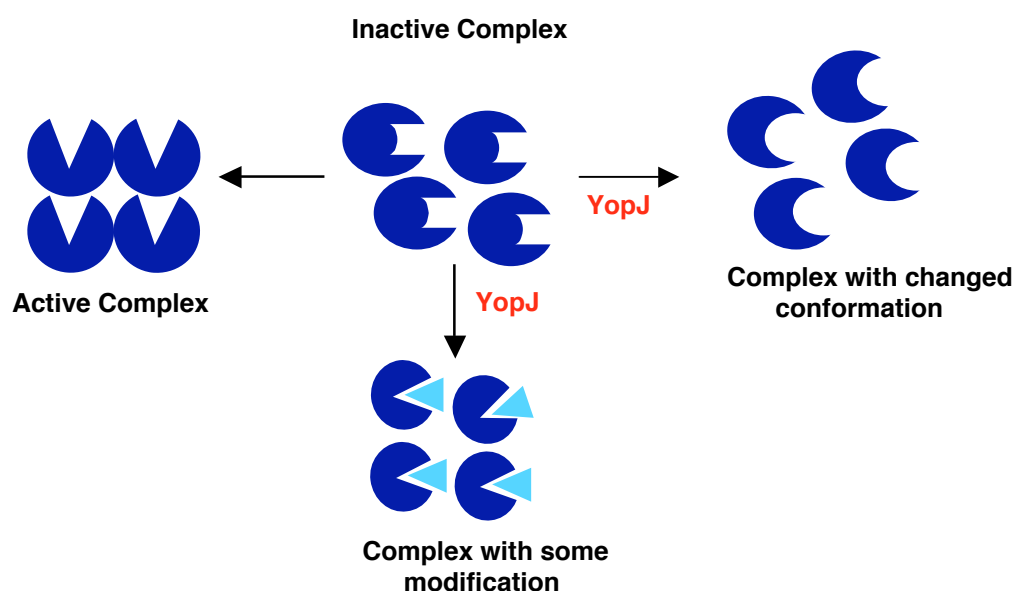 Inactive Complex
YopJ
Active Complex
YopJ
Complex with changed
conformation
Complex with some
modification